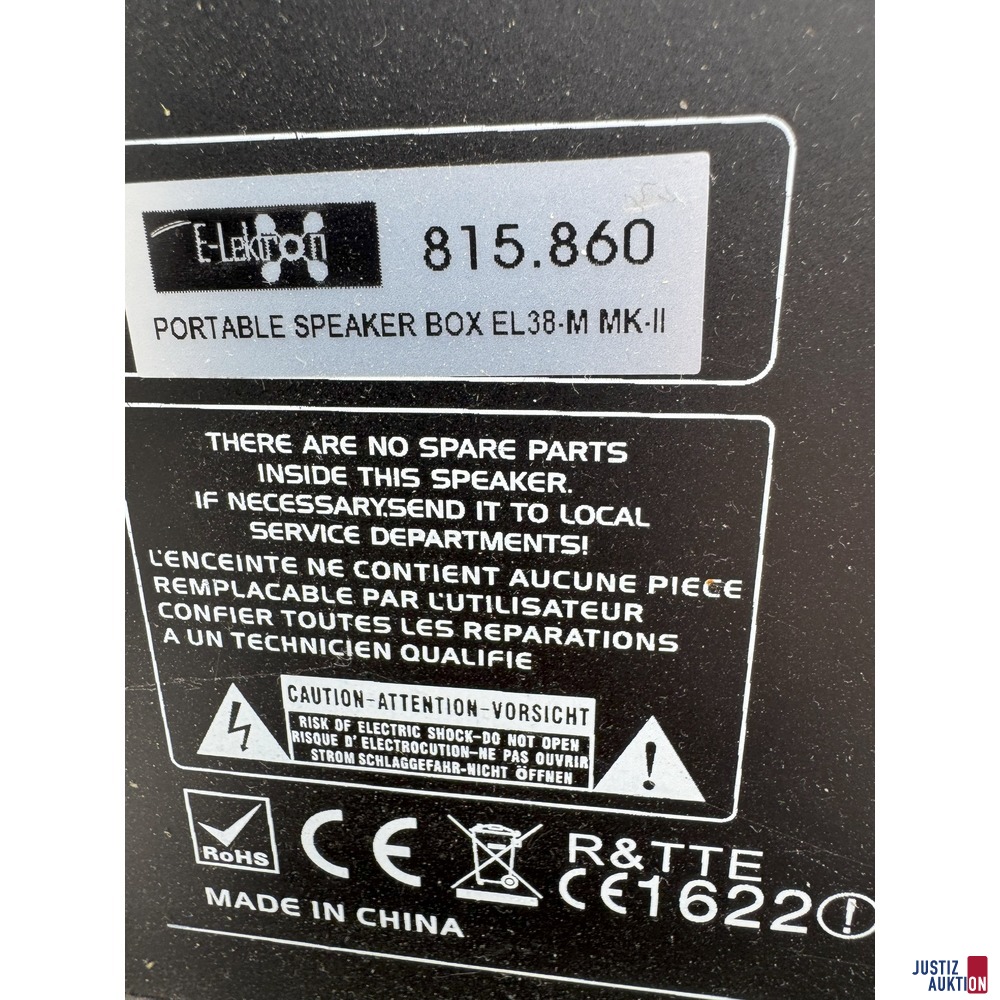 E-Lektron
815.860
PORTABLE SPEAKER BOX EL38-M MK-II
THERE ARE NO SPARE PARTS
INSIDE THIS SPEAKER.
IF NECESSARY,SEND IT TO LOCAL
SERVICE DEPARTMENTS!
L'ENCEINTE NE CONTIENT AUCUNE PIECE
REMPLACABLE PAR L'UTILISATEUR
CONFIER TOUTES LES REPARATIONS
A UN TECHNICIEN QUALIFIE
CAUTION-ATTENTION-VORSICHT
RISK OF ELECTRIC SHOCK-DO NOT OPEN
RISQUE D' ELECTROCUTION-NE PAS OUVRIR
STROM SCHLAGGEFAHR-NICHT ÖFFNEN
RoHS
CE
R&TTE
CE1622
MADE IN CHINA
JUSTIZ
AUKTION